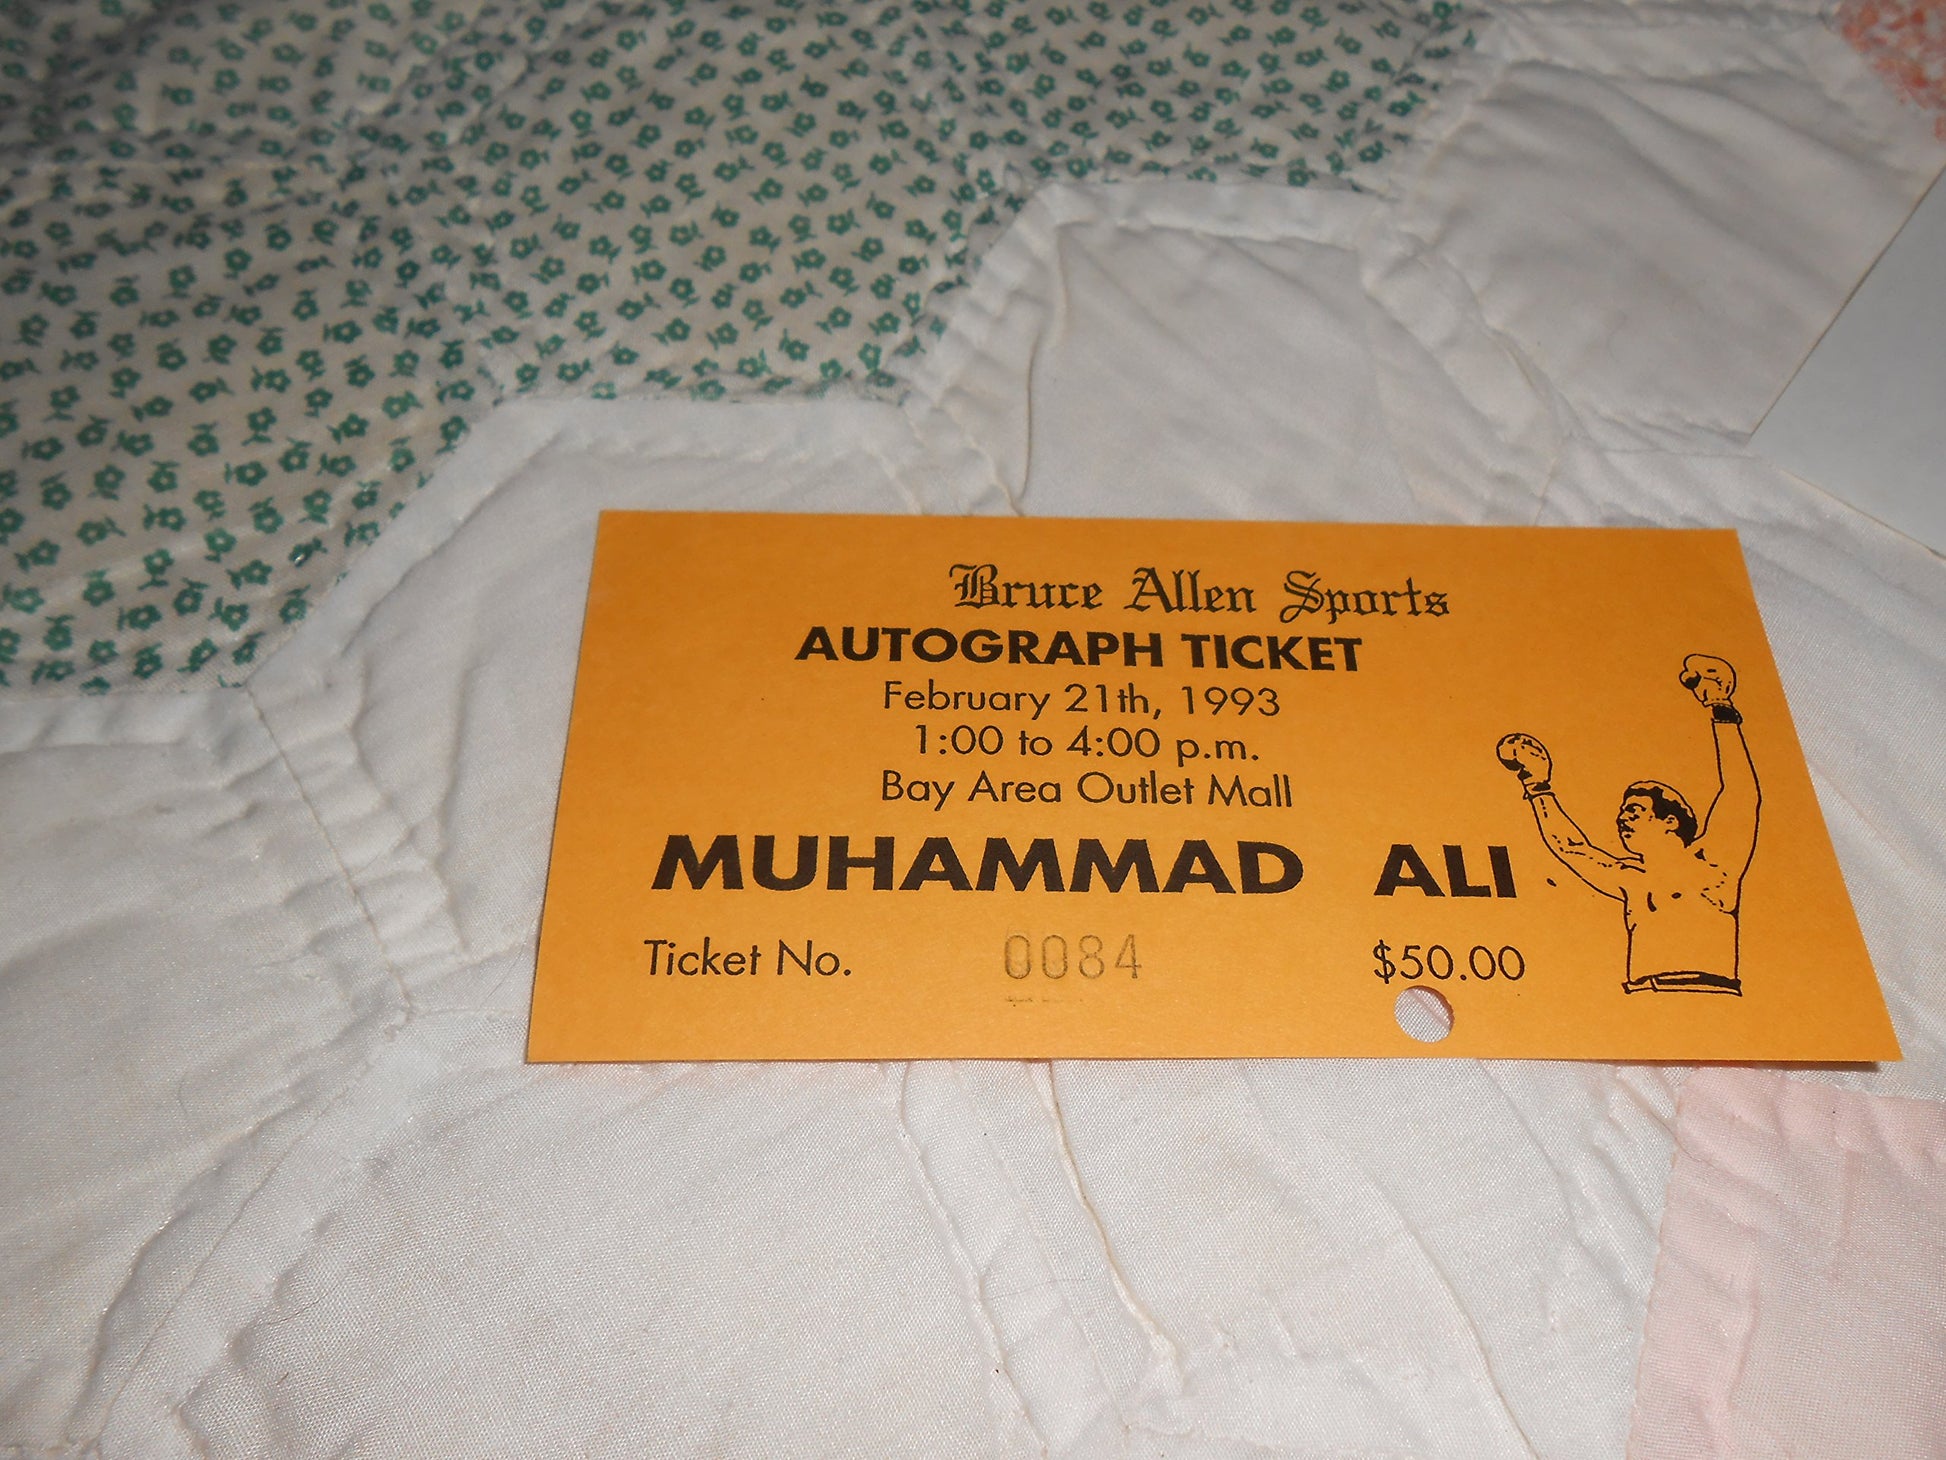 Bruce Allen Sports
AUTOGRAPH TICKET
February 21th, 1993
1:00 to 4:00 p.m.
Bay Area Outlet Mall
MUHAMMAD ALI
Ticket No. 0084 $50.00